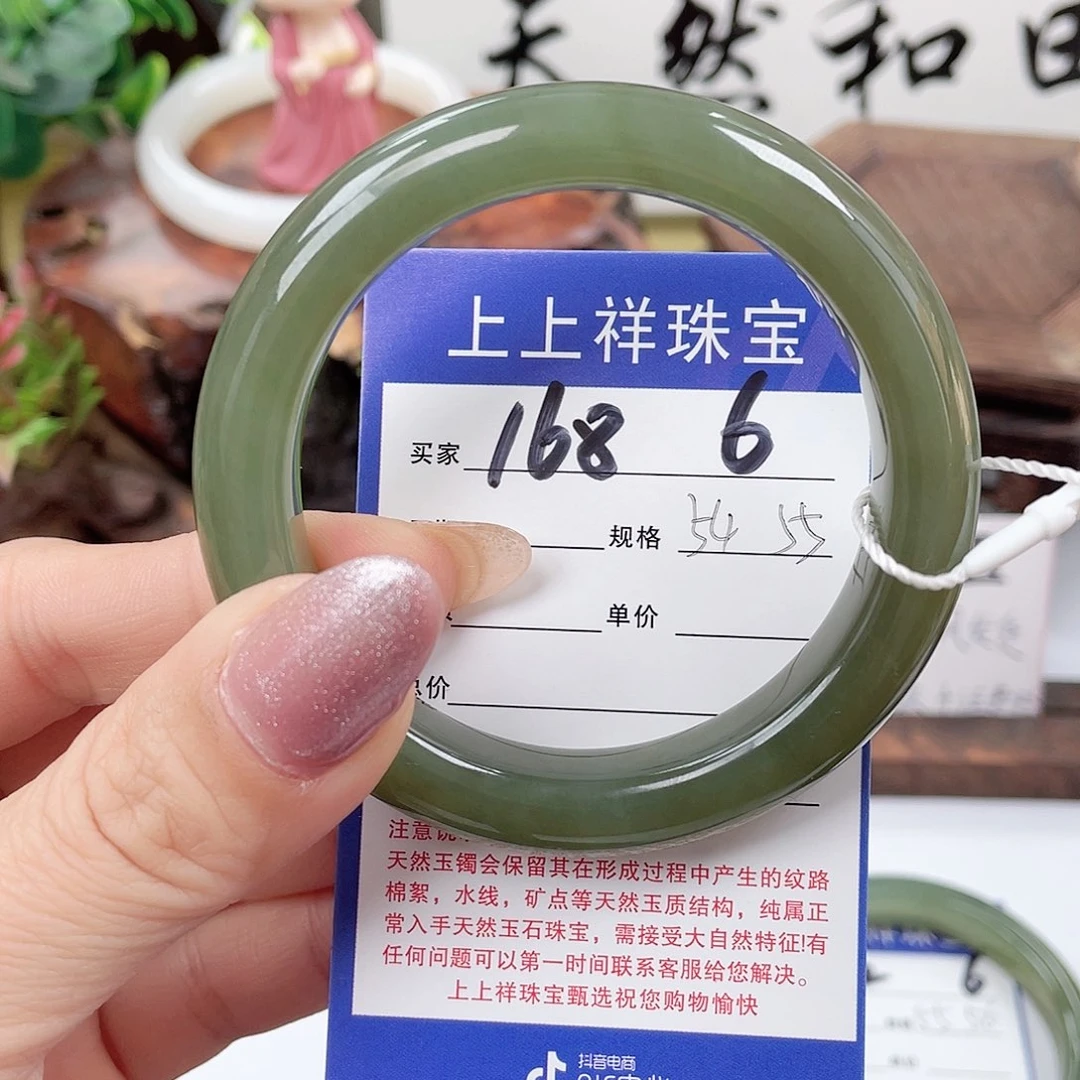 天然和田
上上祥珠宝
买家 168 6
规格 54 55
单价
总价
天然玉镯会保留其在形成过程中产生的纹路
棉絮，水线，矿点等天然玉质结构，纯属正
常入手天然玉石珠宝，需接受大自然特征!有
任何问题可以第一时间联系客服给您解决。
上上祥珠宝甄选祝您购物愉快
抖音电商
6